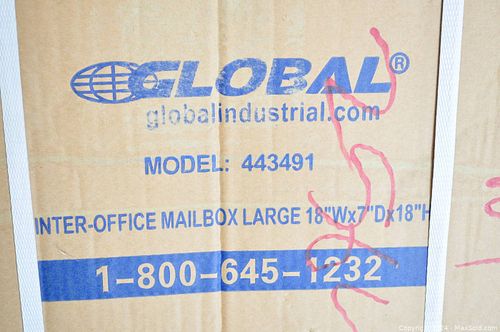 GLOBAL®
globalindustrial.com
MODEL: 443491
INTER-OFFICE MAILBOX LARGE 18"Wx7"Dx18"H
1-800-645-1232